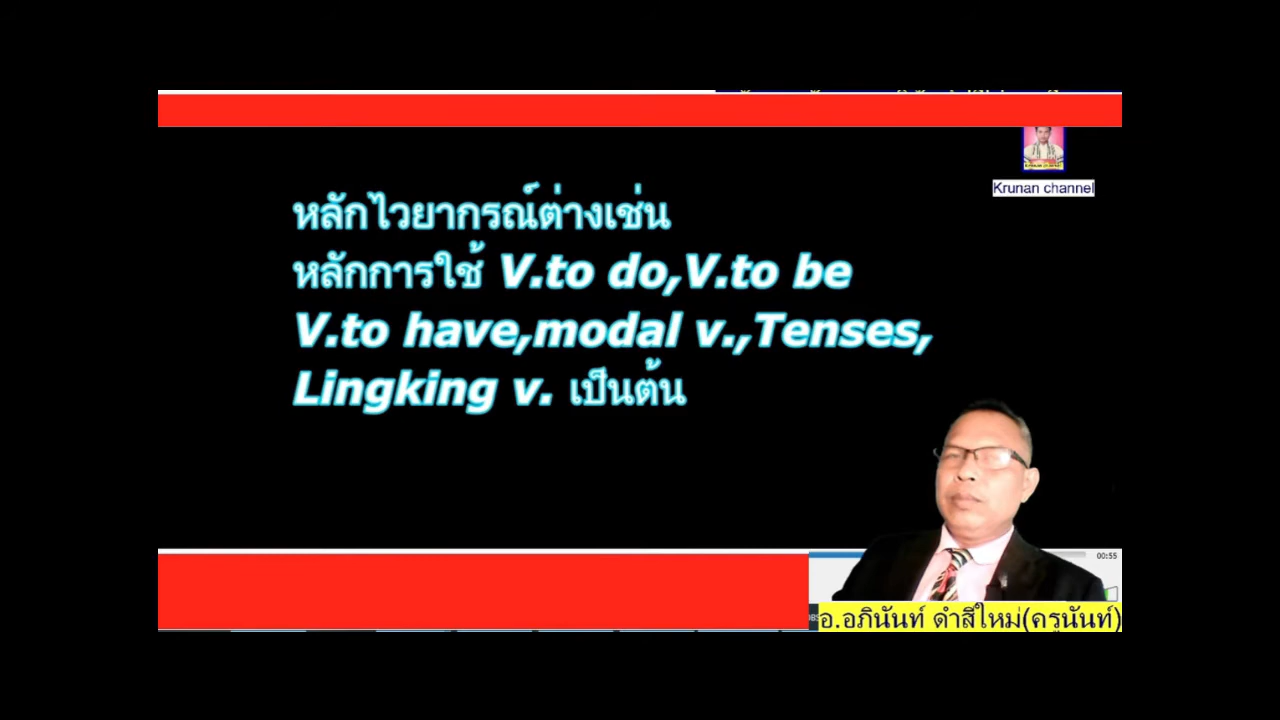 Krunan channel
หลักไวยากรณ์ต่างเช่น
หลักการใช้ V.to do,V.to be
V.to have,modal v.,Tenses,
Lingking v. เป็นต้น
00:55
อ.อภินันท์ ดำสีใหม่(ครูนันท์)